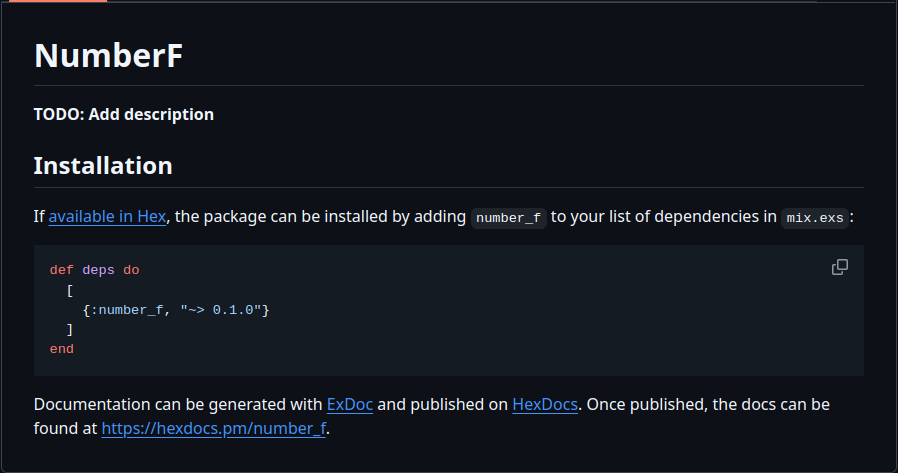 NumberF
TODO: Add description
Installation
If available in Hex, the package can be installed by adding number_f to your list of dependencies in mix.exs:
def deps do
  [
    {:number_f, "~> 0.1.0"}
  ]
end
Documentation can be generated with ExDoc and published on HexDocs. Once published, the docs can be
found at https://hexdocs.pm/number_f.